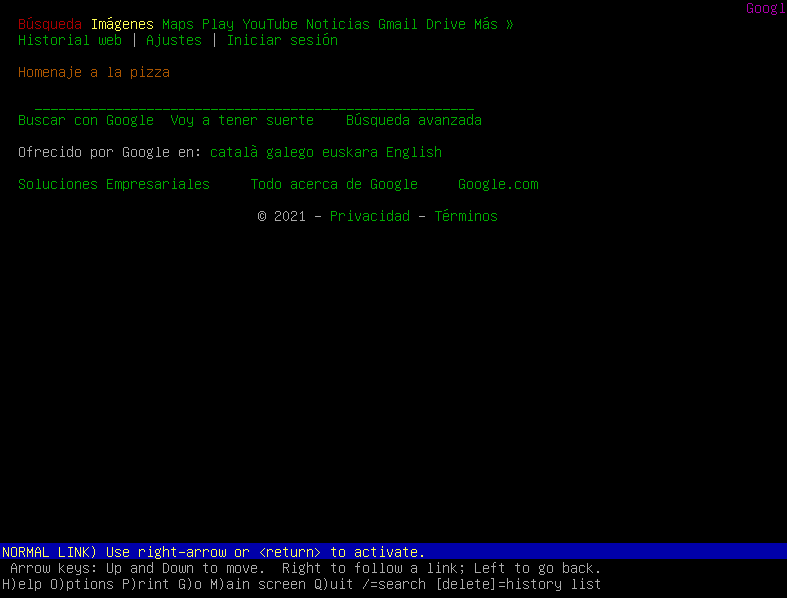 Googl
Búsqueda Imágenes Maps Play YouTube Noticias Gmail Drive Más »
Historial web | Ajustes | Iniciar sesión
Homenaje a la pizza
_______________________________________________________
Buscar con Google Voy a tener suerte Búsqueda avanzada
Ofrecido por Google en: català galego euskara English
Soluciones Empresariales Todo acerca de Google Google.com
© 2021 - Privacidad - Términos
NORMAL LINK) Use right-arrow or <return> to activate.
Arrow keys: Up and Down to move. Right to follow a link; Left to go back.
H)elp O)ptions P)rint G)o M)ain screen Q)uit /=search [delete]=history list